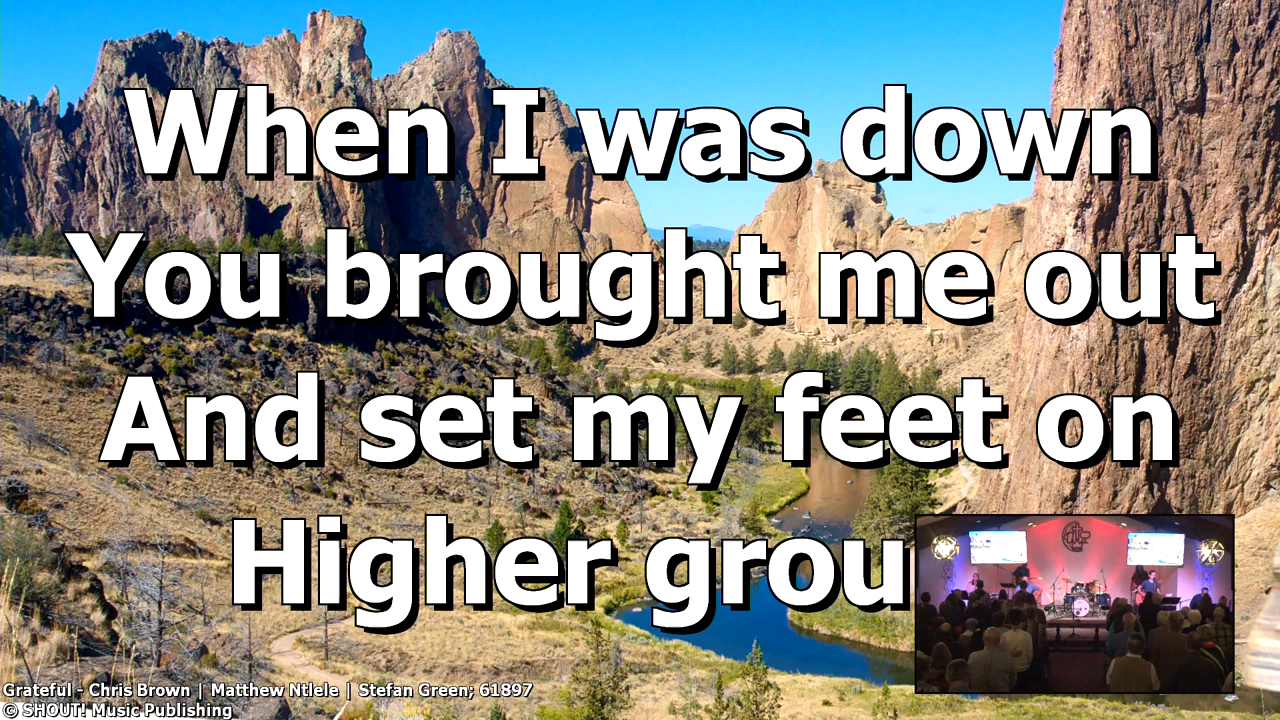 When I was down
You brought me out
And set my feet on
Higher grou
Grateful - Chris Brown | Matthew Ntlele | Stefan Green; 61897
© SHOUT! Music Publishing